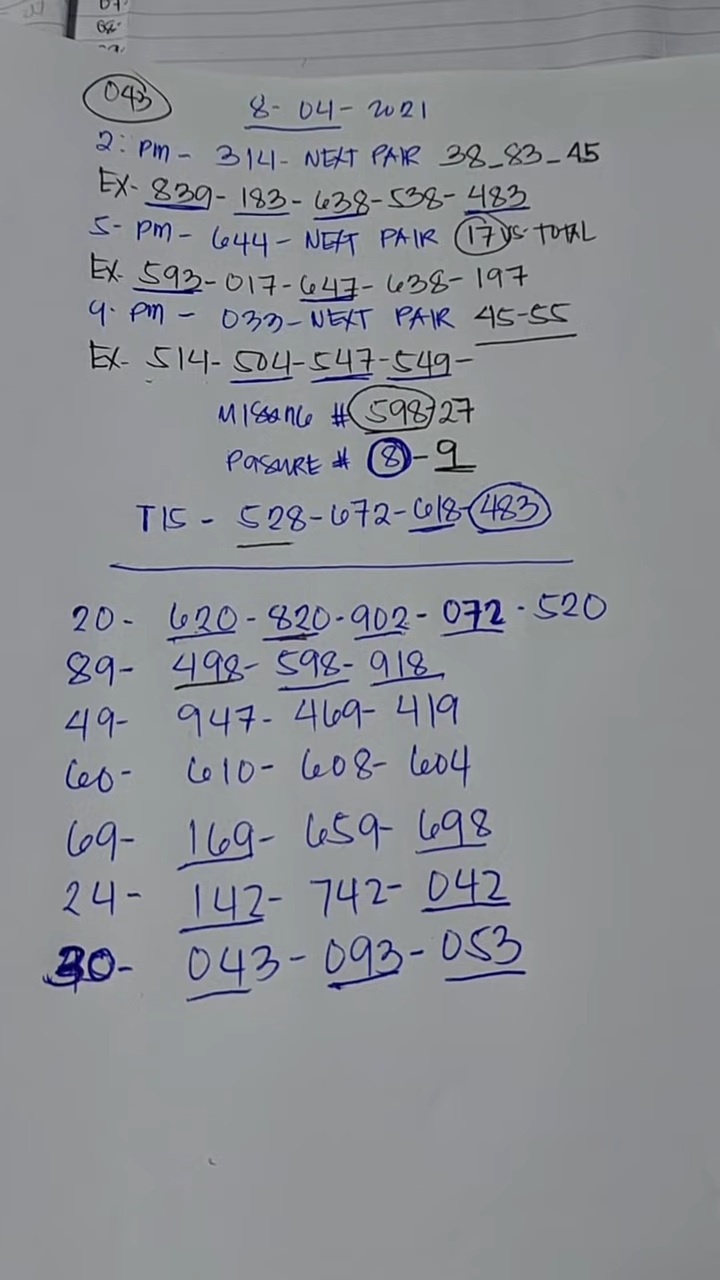 043
8-04-2021
2:PM- 314- NEXT PAIR 38_83_45
EX- 839-183-638-538-483
5-PM- 644- NEXT PAIR 17 VS-TOTAL
EX- 593-017-647-638-197
9.PM- 033-NEXT PAIR 45-55
EX- 514-504-547-549-
MISSANG # 598/27
PASURE # 8-9
T15- 528-672-618-483
20- 620-820-902-072-520
89- 498-598-918
49- 947-469-419
60- 610-608-604
69- 169-659-698
24- 142-742-042
30- 043-093-053